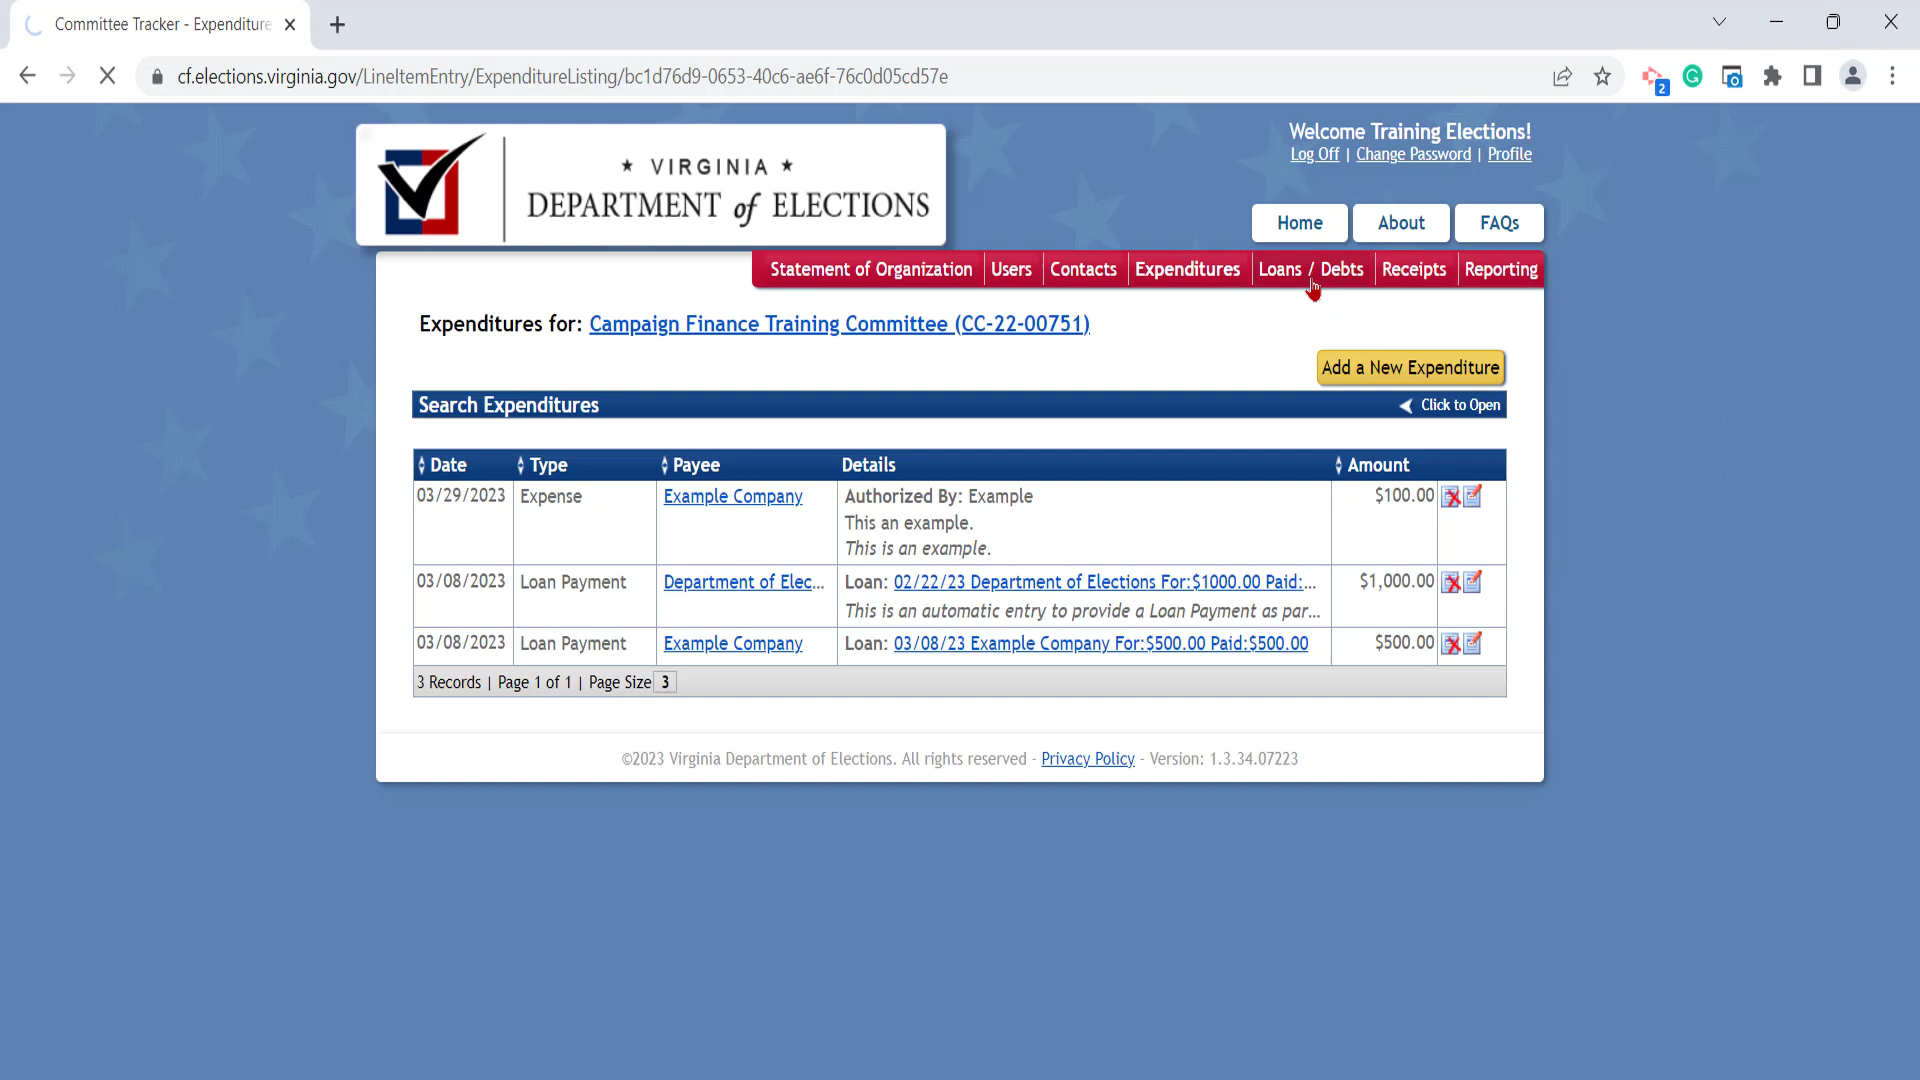 Committee Tracker - Expenditure
cf.elections.virginia.gov/LineItemEntry/ExpenditureListing/bc1d76d9-0653-40c6-ae6f-76c0d05cd57e
2
Welcome Training Elections!
Log Off | Change Password | Profile
★ VIRGINIA ★
DEPARTMENT of ELECTIONS
Home About FAQs
Statement of Organization Users Contacts Expenditures Loans / Debts Receipts Reporting
Expenditures for: Campaign Finance Training Committee (CC-22-00751)
Add a New Expenditure
Search Expenditures Click to Open
Date Type Payee Details Amount
03/29/2023 Expense Example Company Authorized By: Example $100.00
This an example.
This is an example.
03/08/2023 Loan Payment Department of Elec... Loan: 02/22/23 Department of Elections For:$1000.00 Paid:... $1,000.00
This is an automatic entry to provide a Loan Payment as par...
03/08/2023 Loan Payment Example Company Loan: 03/08/23 Example Company For:$500.00 Paid:$500.00 $500.00
3 Records | Page 1 of 1 | Page Size 3
©2023 Virginia Department of Elections. All rights reserved - Privacy Policy - Version: 1.3.34.07223